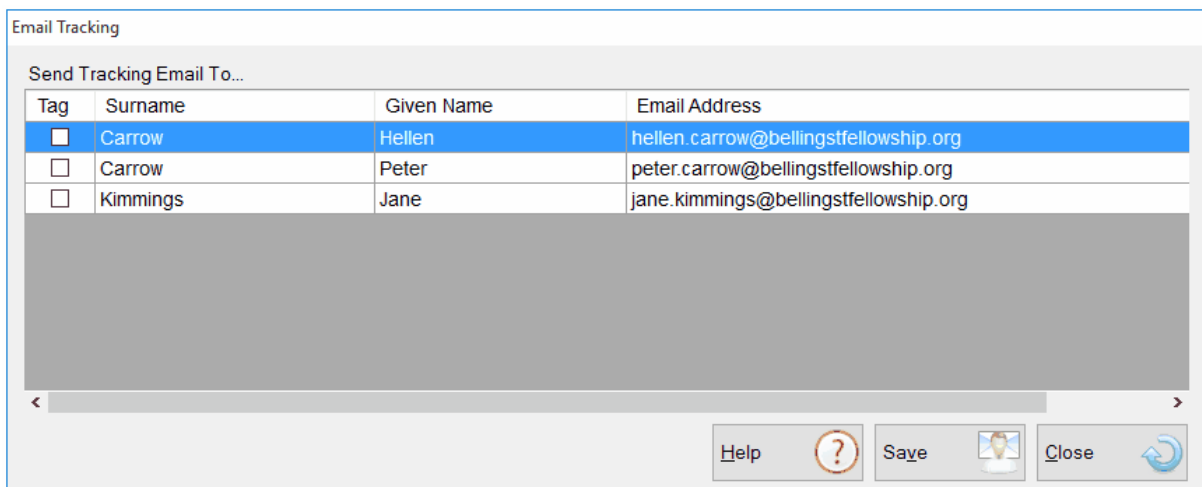 Email Tracking
Send Tracking Email To...
Tag Surname Given Name Email Address
Carrow Hellen hellen.carrow@bellingstfellowship.org
Carrow Peter peter.carrow@bellingstfellowship.org
Kimmings Jane jane.kimmings@bellingstfellowship.org
Help ? Save Close